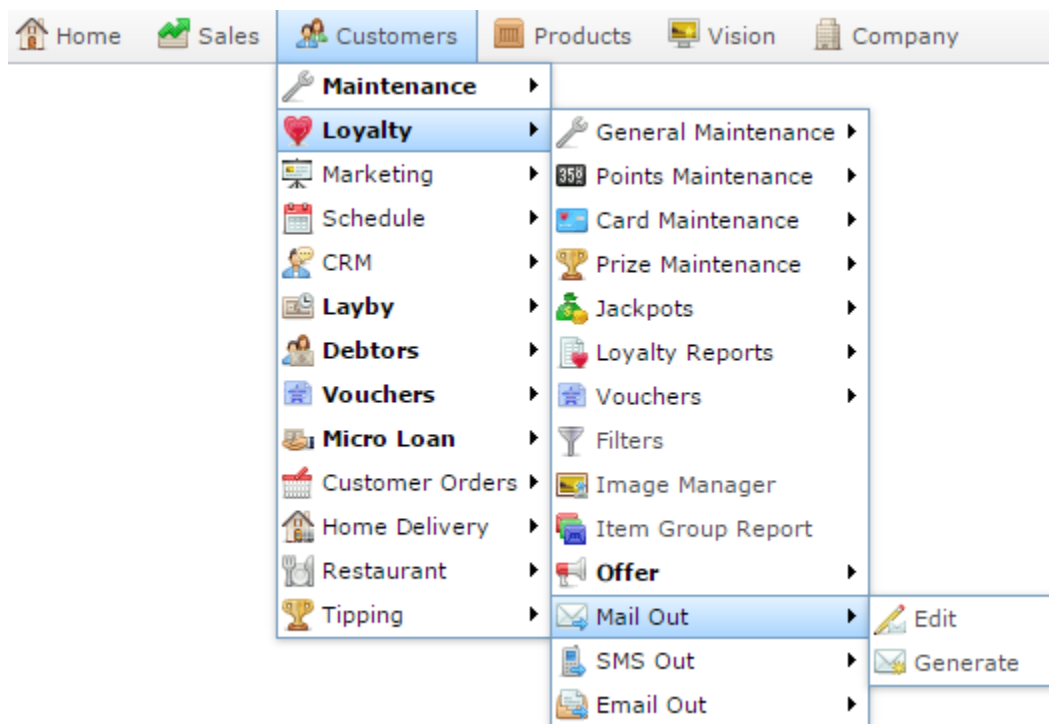 Home Sales Customers Products Vision Company
Maintenance
Loyalty
Marketing
Schedule
CRM
Layby
Debtors
Vouchers
Micro Loan
Customer Orders
Home Delivery
Restaurant
Tipping
General Maintenance
358 Points Maintenance
Card Maintenance
Prize Maintenance
Jackpots
Loyalty Reports
Vouchers
Filters
Image Manager
Item Group Report
Offer
Mail Out
SMS Out
Email Out
Edit
Generate